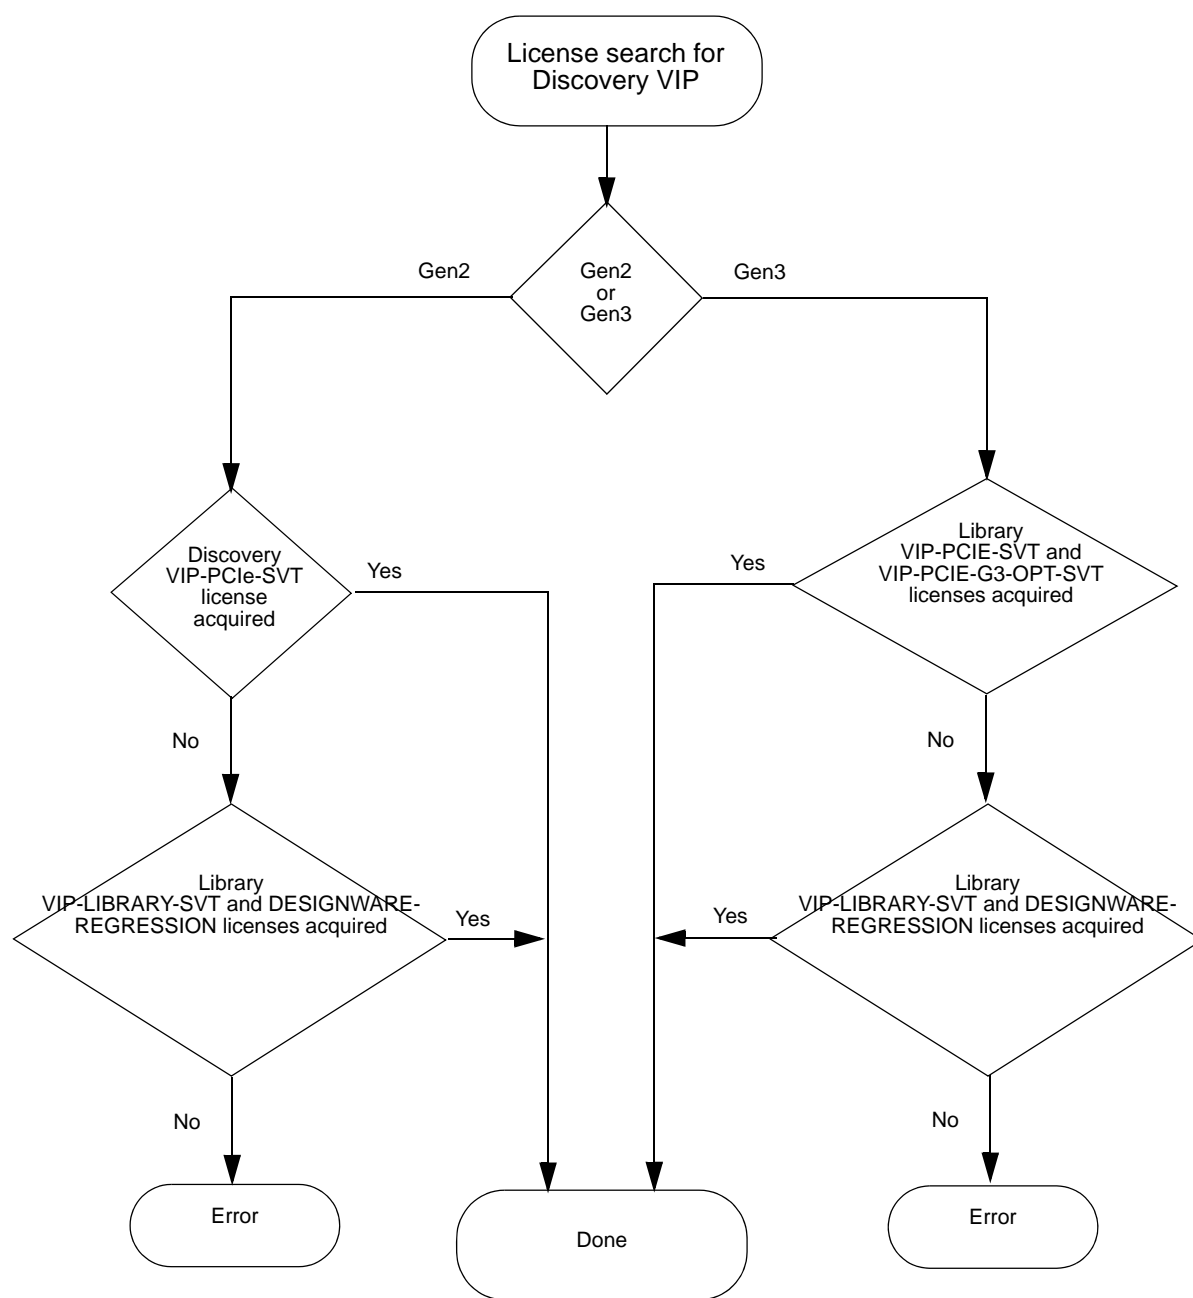 License search for
Discovery VIP
Gen2
Gen2
or
Gen3
Gen3
Discovery
VIP-PCIe-SVT
license
acquired
Yes
Yes
Library
VIP-PCIE-SVT and
VIP-PCIE-G3-OPT-SVT
licenses acquired
No
No
Library
VIP-LIBRARY-SVT and DESIGNWARE-
REGRESSION licenses acquired
Yes
Yes
Library
VIP-LIBRARY-SVT and DESIGNWARE-
REGRESSION licenses acquired
No
No
Error
Done
Error